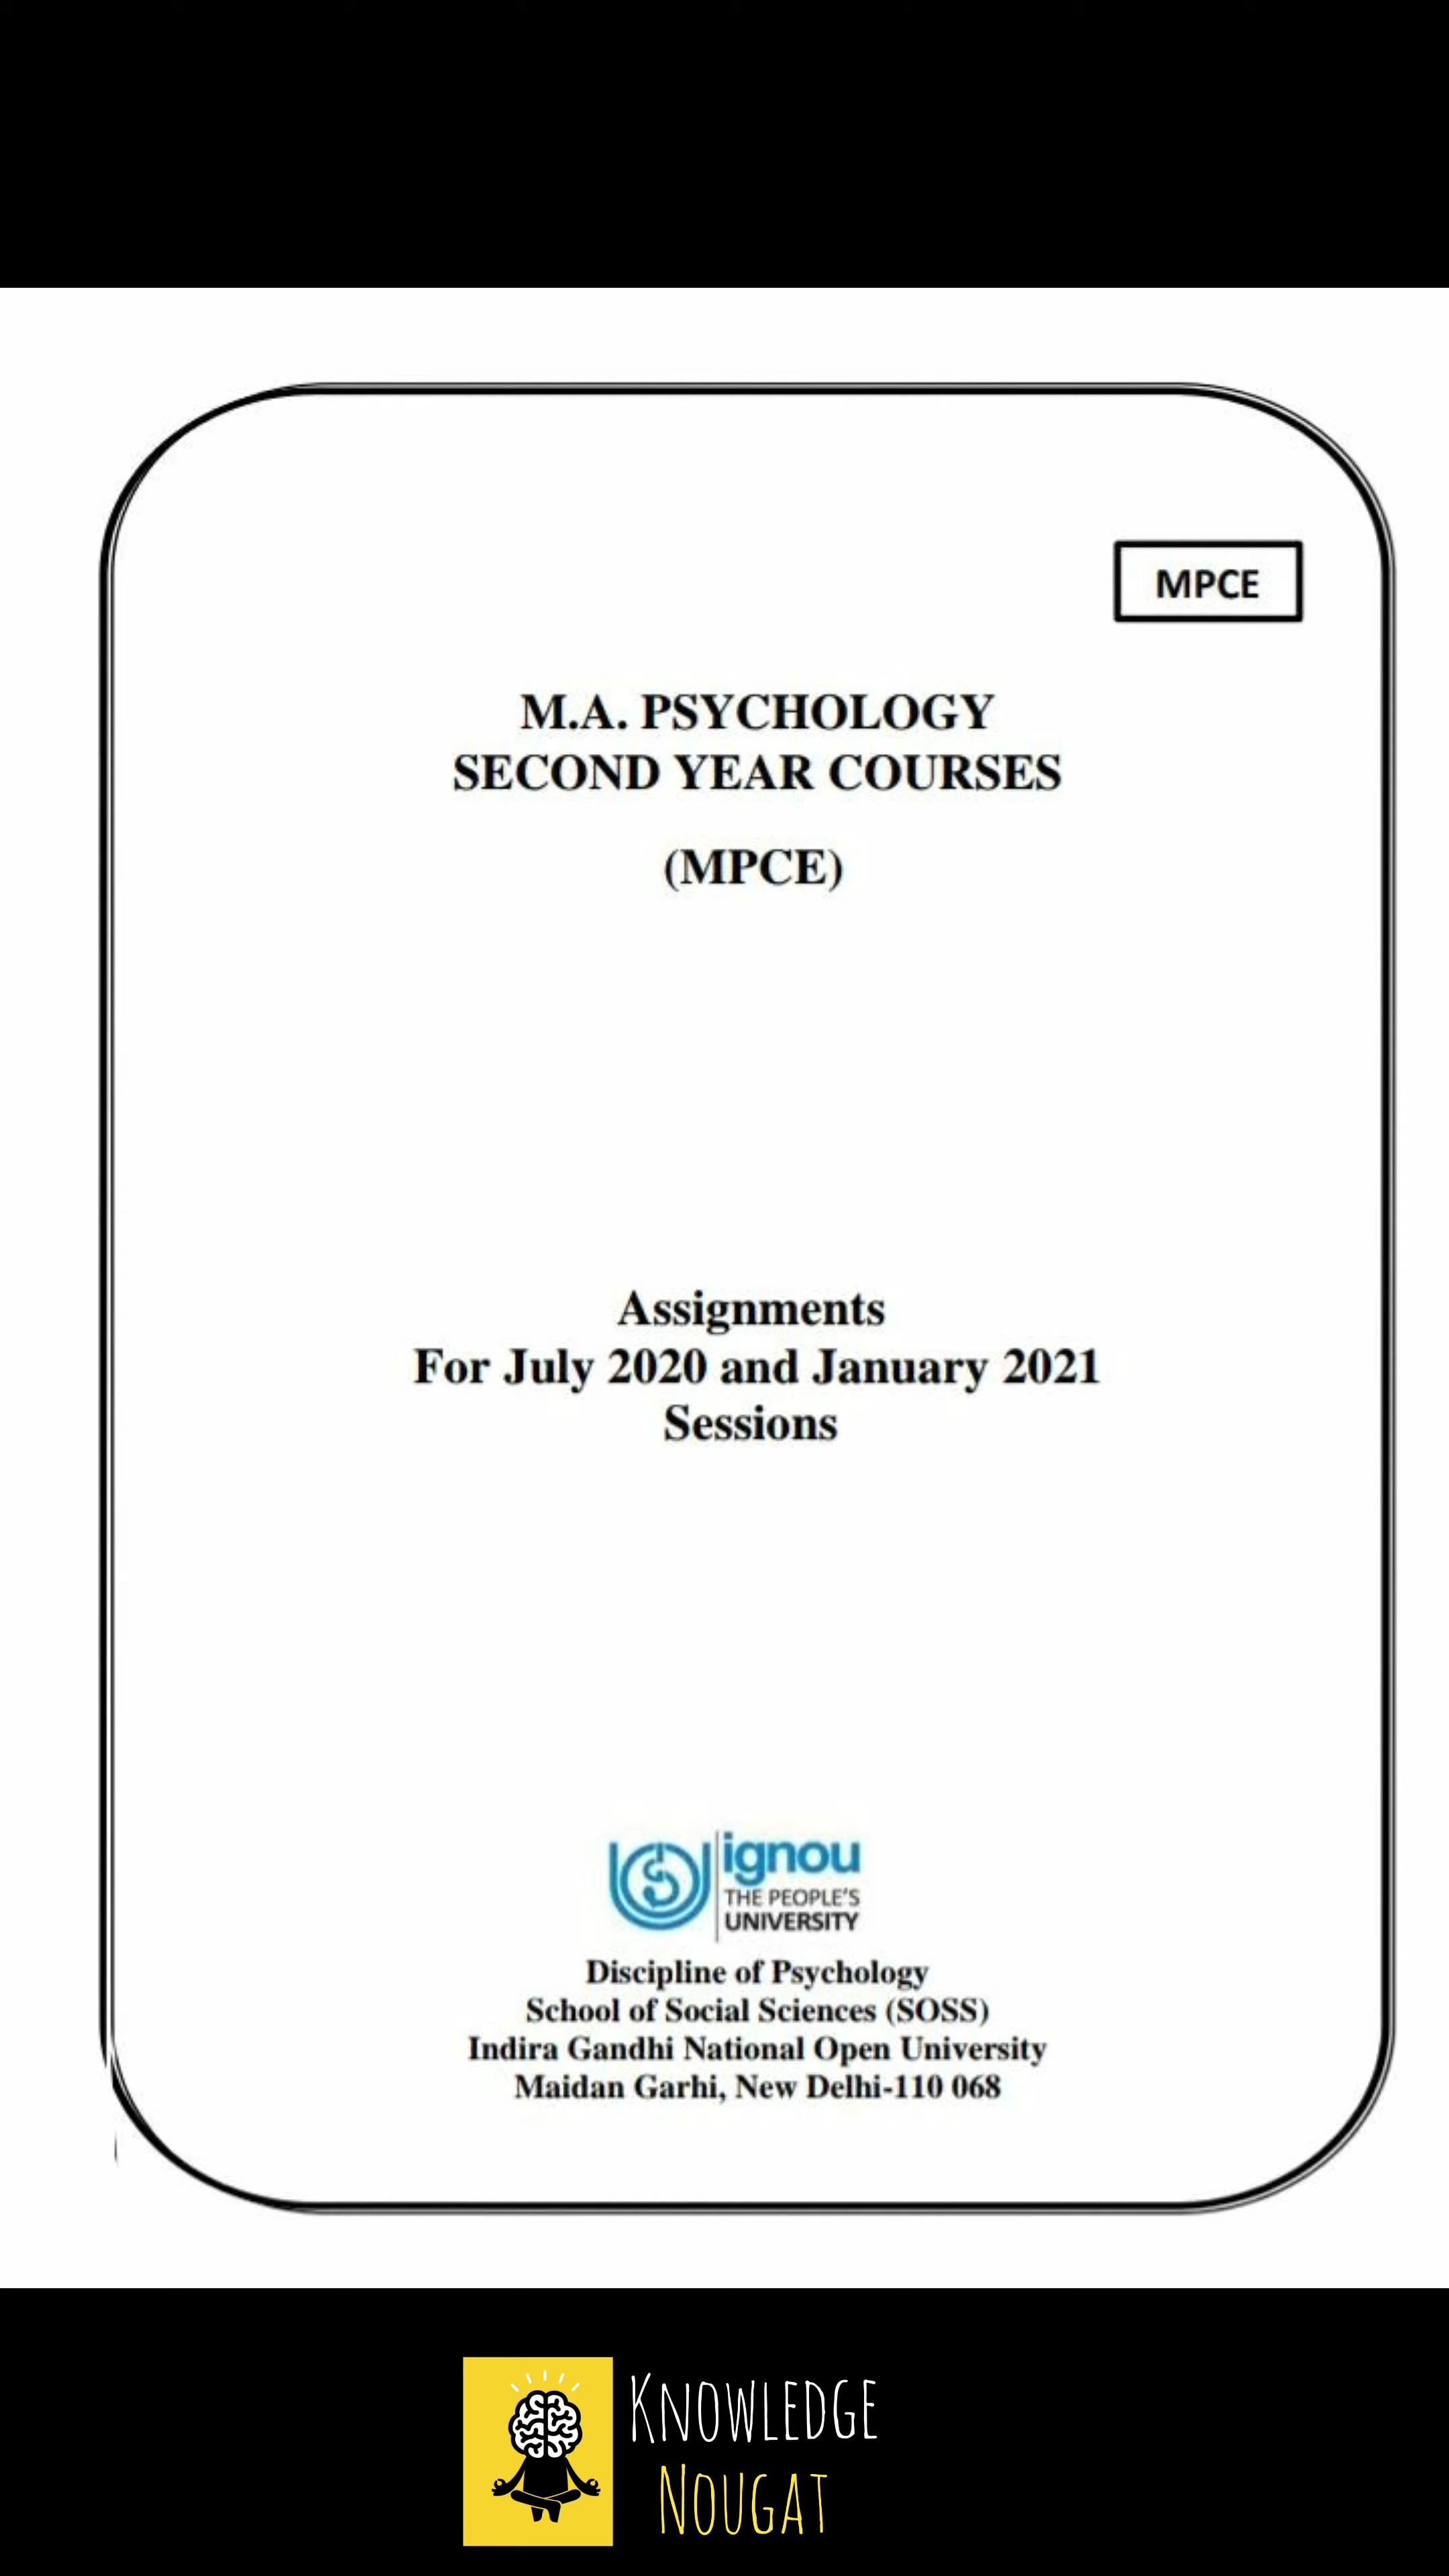 MPCE
M.A. PSYCHOLOGY
SECOND YEAR COURSES
(MPCE)
Assignments
For July 2020 and January 2021
Sessions
ignou
THE PEOPLE'S
UNIVERSITY
Discipline of Psychology
School of Social Sciences (SOSS)
Indira Gandhi National Open University
Maidan Garhi, New Delhi-110 068
KNOWLEDGE
NOUGAT